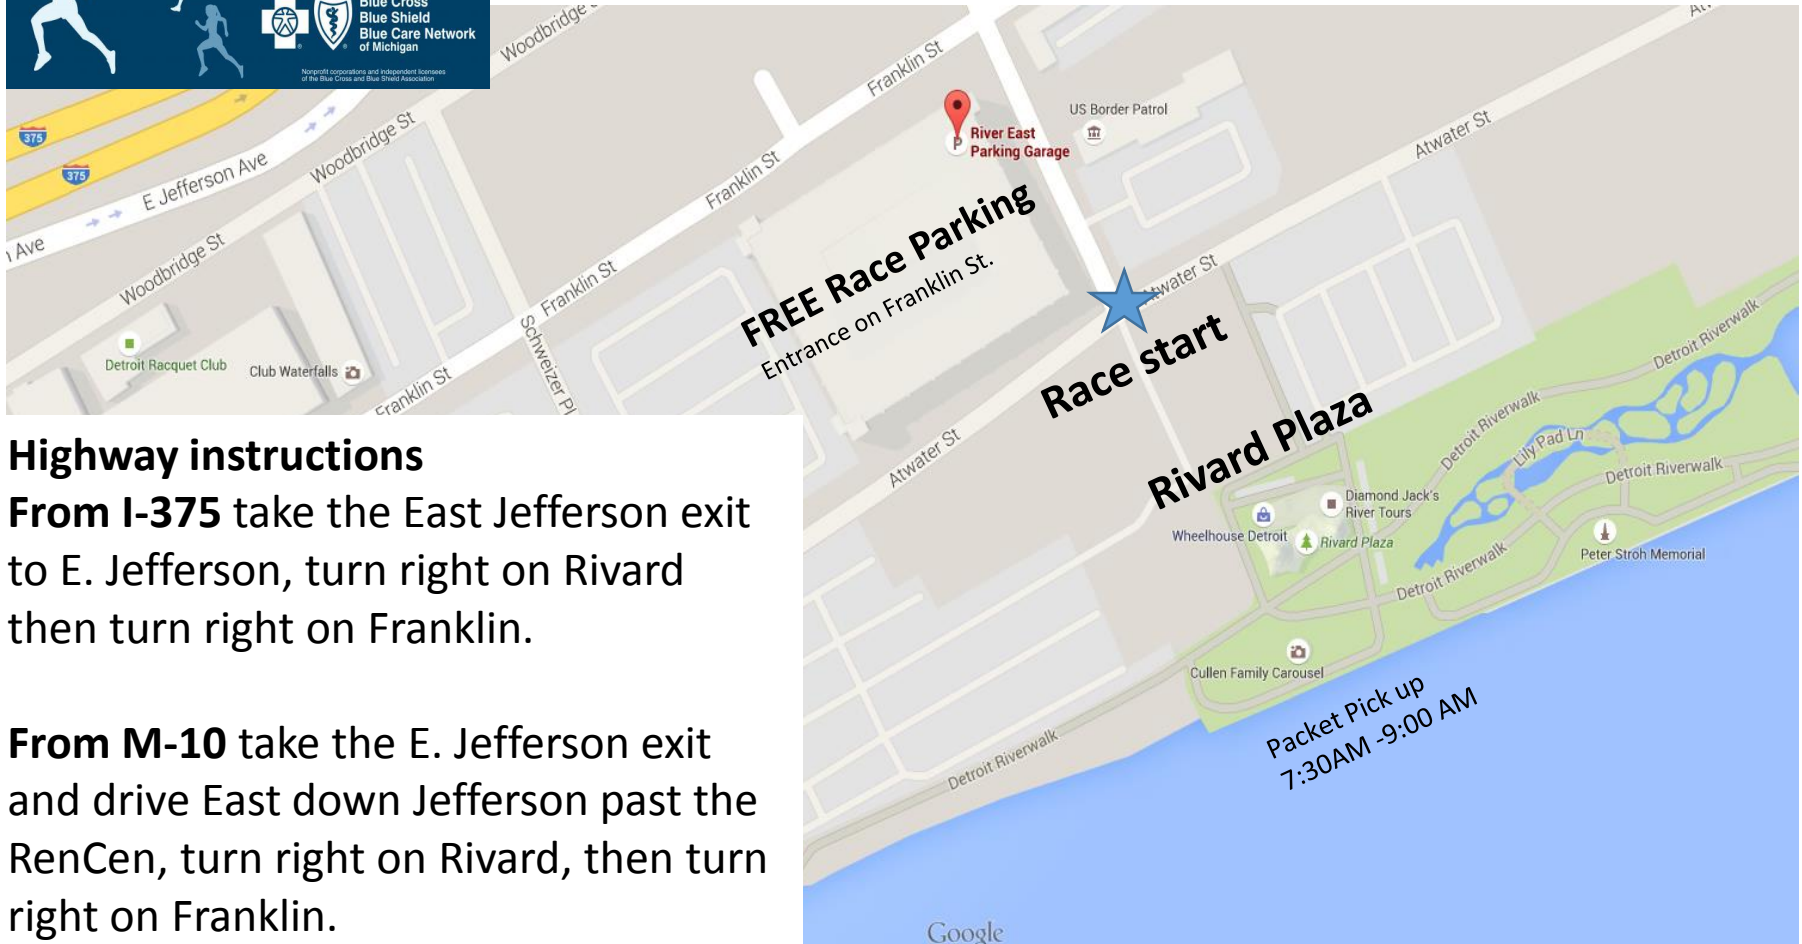 Blue Cross
Blue Shield
Blue Care Network
of Michigan
Nonprofit corporations and independent licensees
of the Blue Cross and Blue Shield Association
Woodbridge
Franklin St
Atwater St
375
375
E Jefferson Ave
Woodbridge St
Franklin St
River East
Parking Garage
P
US Border Patrol
Ave
Woodbridge St
Franklin St
S
Schweizer Pl
FREE Race Parking
Entrance on Franklin St.
Atwater St
Race start
Rivard Plaza
Detroit Racquet Club
Club Waterfalls
Franklin St
Atwater St
Detroit Riverwalk
Detroit Riverwalk
Lily Pad Ln
Detroit Riverwalk
Diamond Jack's
River Tours
Wheelhouse Detroit
Rivard Plaza
Peter Stroh Memorial
Detroit Riverwalk
Cullen Family Carousel
Detroit Riverwalk
Packet Pick up
7:30AM -9:00 AM
Highway instructions
From I-375 take the East Jefferson exit
to E. Jefferson, turn right on Rivard
then turn right on Franklin.
From M-10 take the E. Jefferson exit
and drive East down Jefferson past the
RenCen, turn right on Rivard, then turn
right on Franklin.
Google